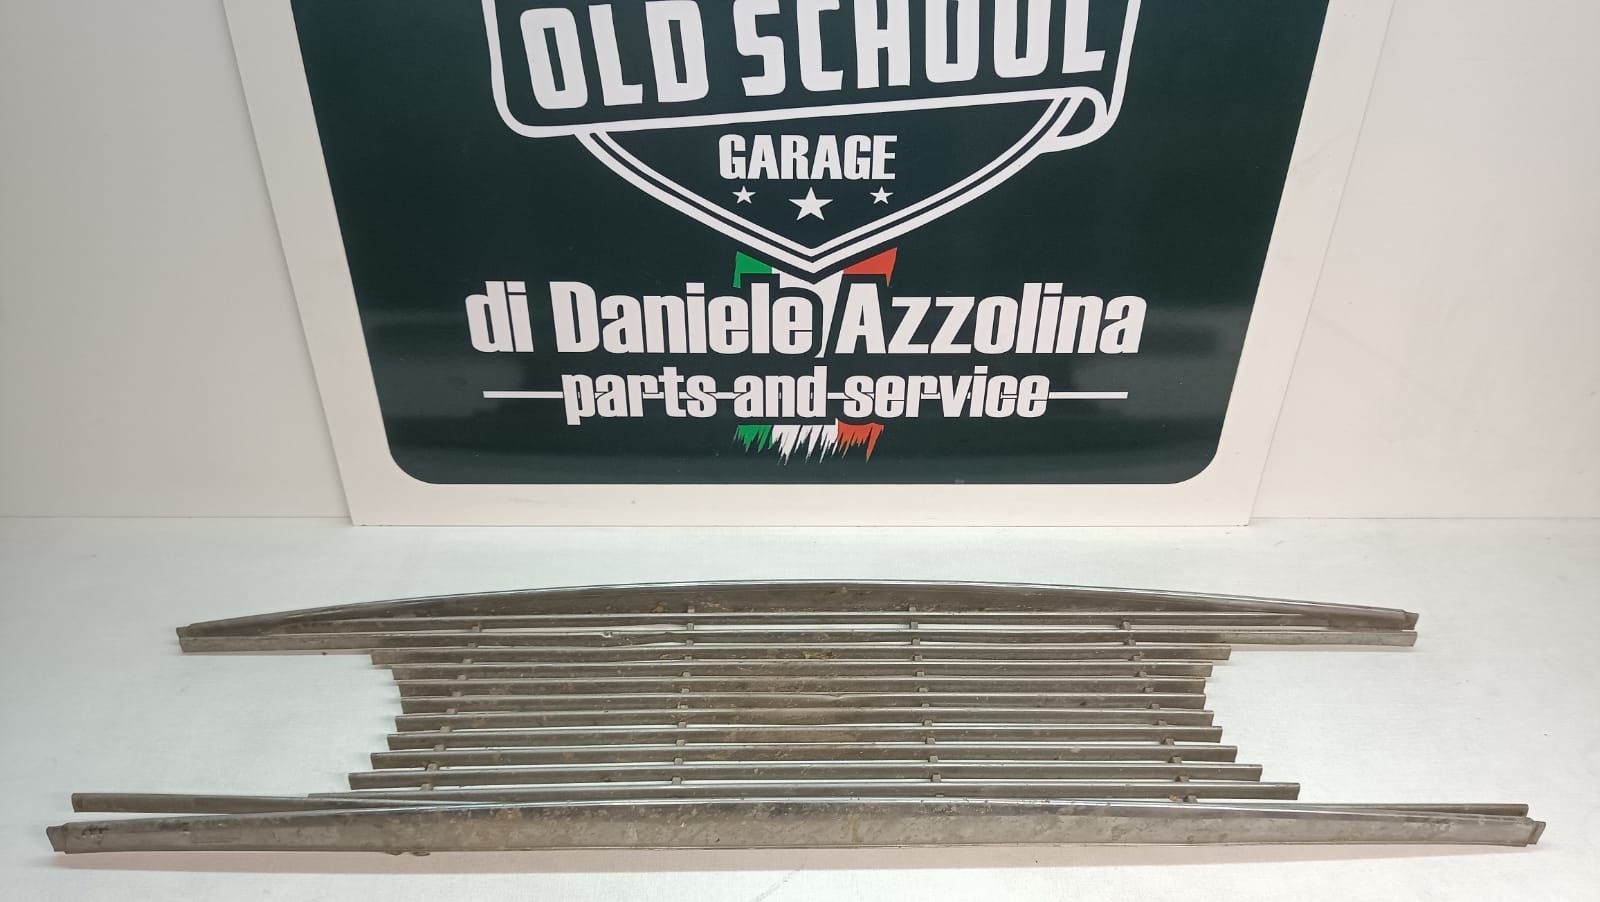 OLD SCHOOL
GARAGE
di Daniele Azzolina
parts and service